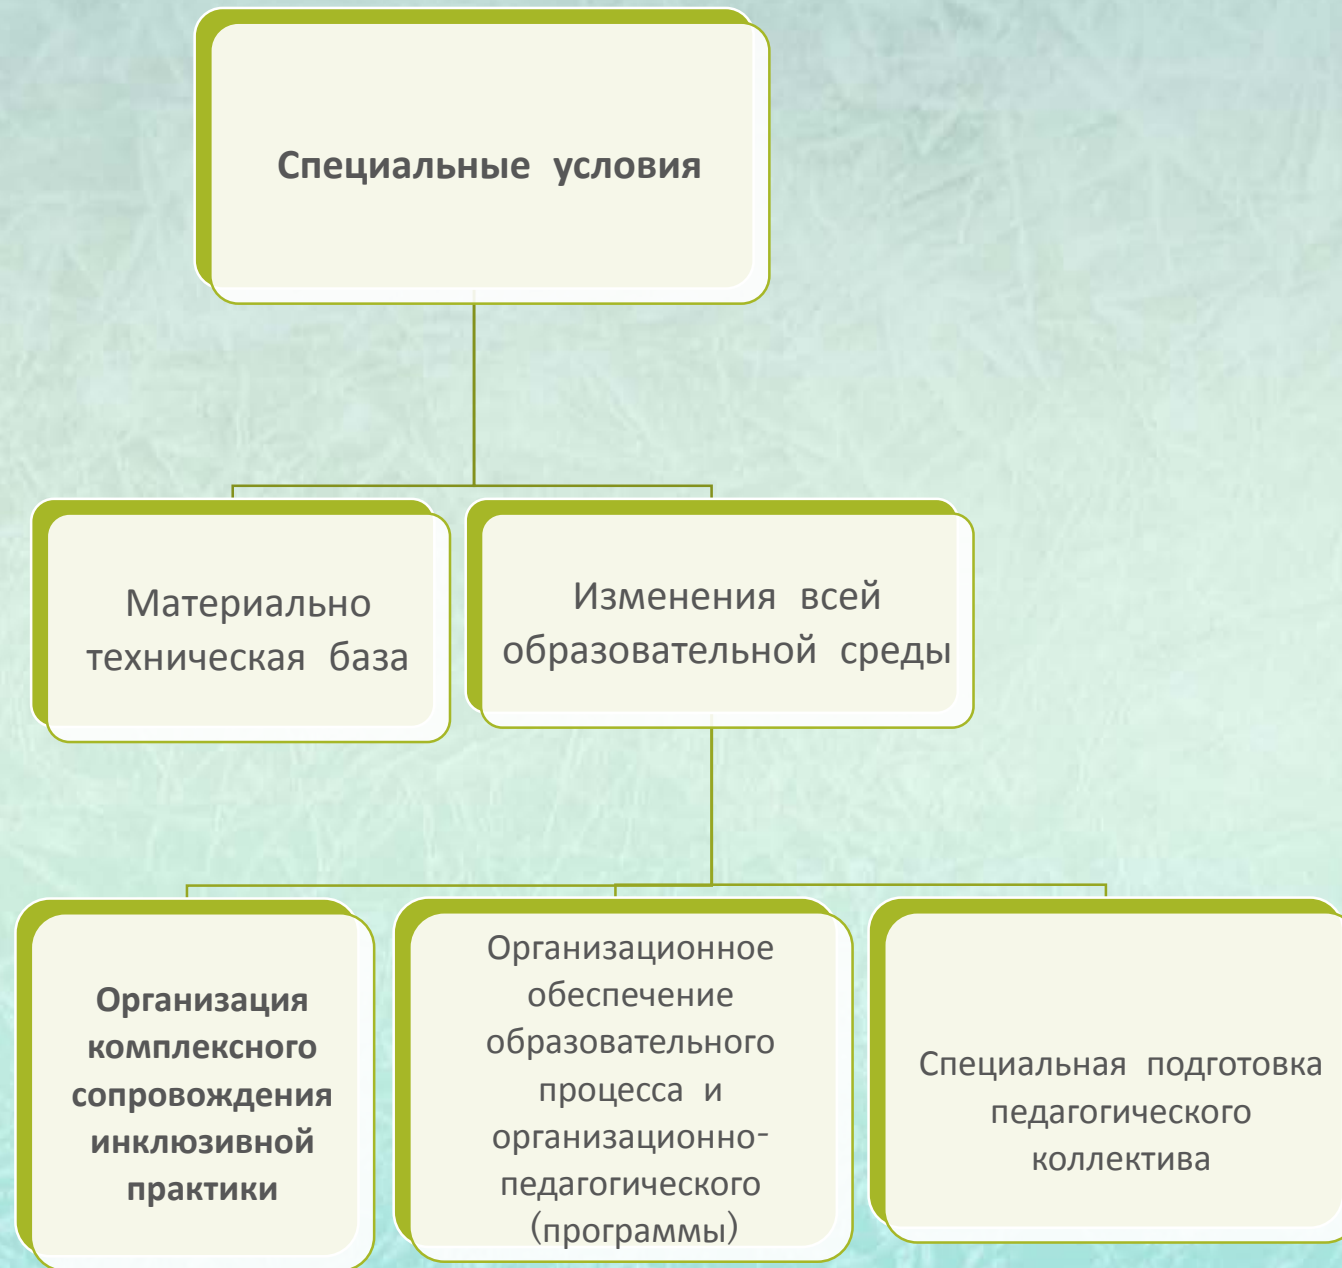 Специальные условия
Материально
техническая база
Изменения всей
образовательной среды
Организация
комплексного
сопровождения
инклюзивной
практики
Организационное
обеспечение
образовательного
процесса и
организационно-
педагогического
(программы)
Специальная подготовка
педагогического
коллектива